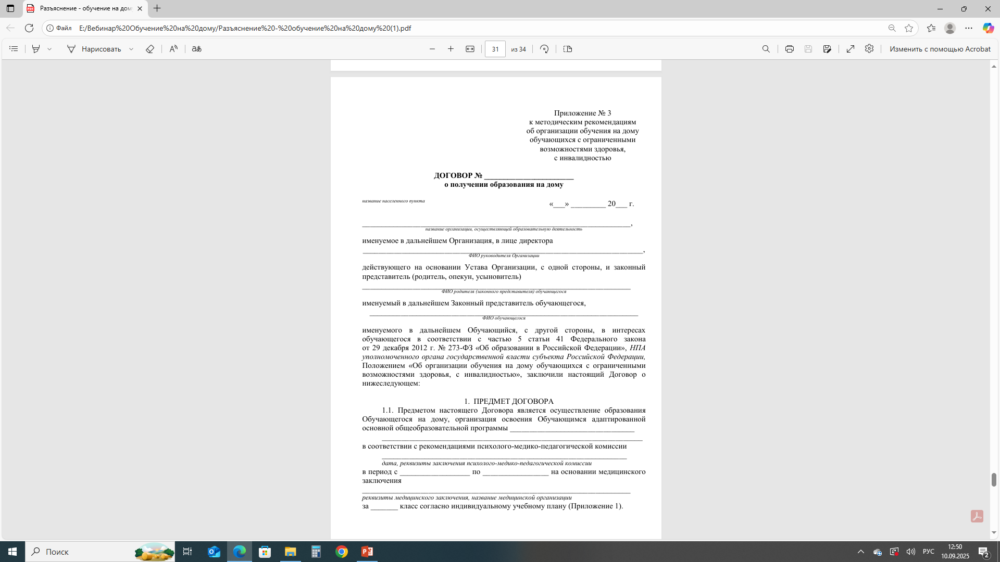 Разъяснение - обучение на дому
Файл
E:/Вебинар%20Обучение%20на%20дому/Разъяснение%20-%20обучение%20на%20дому%20(1).pdf
Нарисовать
31
из 34
Изменить с помощью Acrobat
Приложение № 3
к методическим рекомендациям
об организации обучения на дому
обучающихся с ограниченными
возможностями здоровья,
с инвалидностью
ДОГОВОР № _______________________
о получении образования на дому
название населенного пункта
«___» _________ 20___ г.
_____________________________________________________________________,
название организации, осуществляющей образовательную деятельность
именуемое в дальнейшем Организация, в лице директора
________________________________________________________________________,
ФИО руководителя Организации
действующего на основании Устава Организации, с одной стороны, и законный
представитель (родитель, опекун, усыновитель)
_____________________________________________________________________
ФИО родителя (законного представителя) обучающегося
именуемый в дальнейшем Законный представитель обучающегося,
_____________________________________________________________________
ФИО обучающегося
именуемого в дальнейшем Обучающийся, с другой стороны, в интересах
обучающегося в соответствии с частью 5 статьи 41 Федерального закона
от 29 декабря 2012 г. № 273-ФЗ «Об образовании в Российской Федерации», НПА
уполномоченного органа государственной власти субъекта Российской Федерации,
Положением «Об организации обучения на дому обучающихся с ограниченными
возможностями здоровья, с инвалидностью», заключили настоящий Договор о
нижеследующем:
1. ПРЕДМЕТ ДОГОВОРА
1.1. Предметом настоящего Договора является осуществление образования
Обучающегося на дому, организация освоения Обучающимся адаптированной
основной общеобразовательной программы ________________________________
___________________________________________________________________
в соответствии с рекомендациями психолого-медико-педагогической комиссии
_______________________________________________________________
дата, реквизиты заключения психолого-медико-педагогической комиссии
в период с __________________ по _________________ на основании медицинского
заключения
_____________________________________________________________________
реквизиты медицинского заключения, название медицинской организации
за _______ класс согласно индивидуальному учебному плану (Приложение 1).
Поиск
РУС
12:50
10.09.2025
2